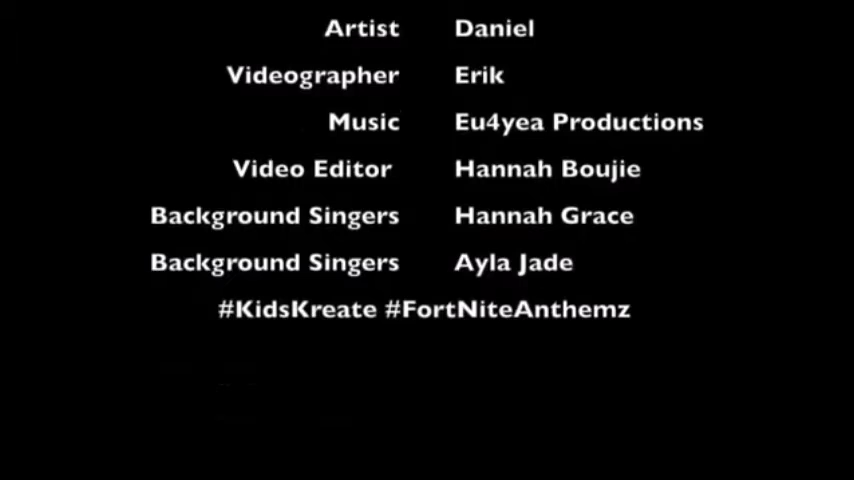 Artist Daniel
Videographer Erik
Music Eu4yea Productions
Video Editor Hannah Boujie
Background Singers Hannah Grace
Background Singers Ayla Jade
#KidsKreate #FortNiteAnthemz